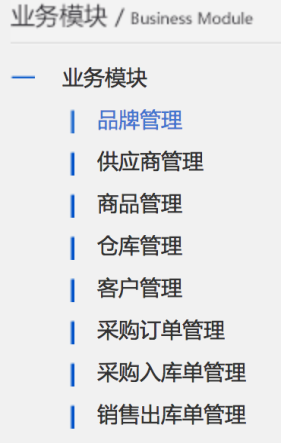 业务模块 / Business Module
业务模块
品牌管理
供应商管理
商品管理
仓库管理
客户管理
采购订单管理
采购入库单管理
销售出库单管理